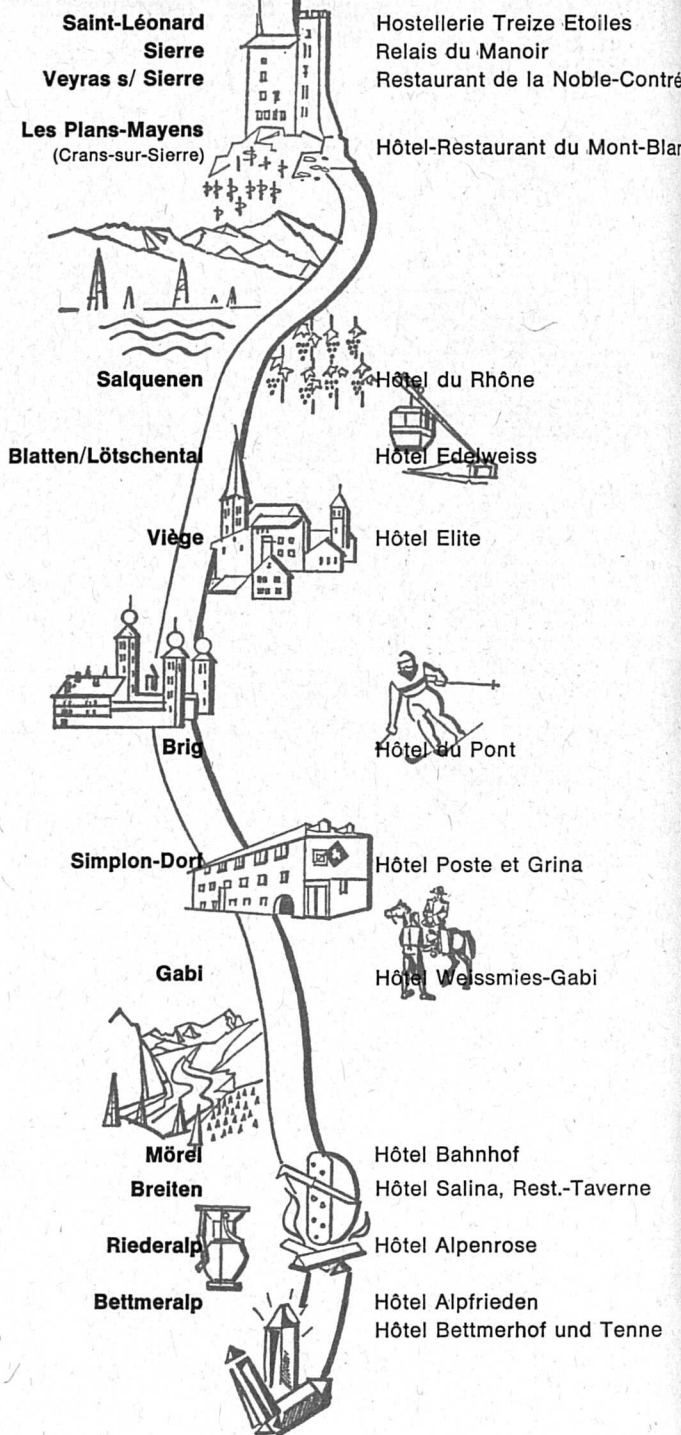 Saint-Léonard Hostellerie Treize Etoiles
Sierre Relais du Manoir
Veyras s/ Sierre Restaurant de la Noble-Contré
Les Plans-Mayens
(Crans-sur-Sierre) Hôtel-Restaurant du Mont-Blan
Salquenen Hôtel du Rhône
Blatten/Lötschental Hôtel Edelweiss
Viège Hôtel Elite
Brig Hôtel du Pont
Simplon-Dorf Hôtel Poste et Grina
Gabi Hôtel Weissmies-Gabi
Mörel Hôtel Bahnhof
Breiten Hôtel Salina, Rest.-Taverne
Riederalp Hôtel Alpenrose
Bettmeralp Hôtel Alpfrieden
Hôtel Bettmerhof und Tenne